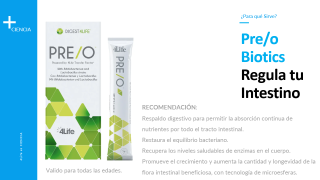 CIENCIA
DIGESTALIFE
PRE/O
4Life
PRE/O
4Life
Valido para todas las edades.
¿Para qué Sirve?
Pre/o
Biotics
Regula tu
Intestino
RECOMENDACIÓN:
Respaldo digestivo para permitir la absorción continua de
nutrientes por todo el tracto intestinal
Restaura el equilibrio bacteriano.
Recupera los niveles saludables de enzimas en el cuerpo.
Promueve el crecimiento y aumenta la cantidad y longevidad de la
flora intestinal beneficiosa, con tecnología de microesferas.